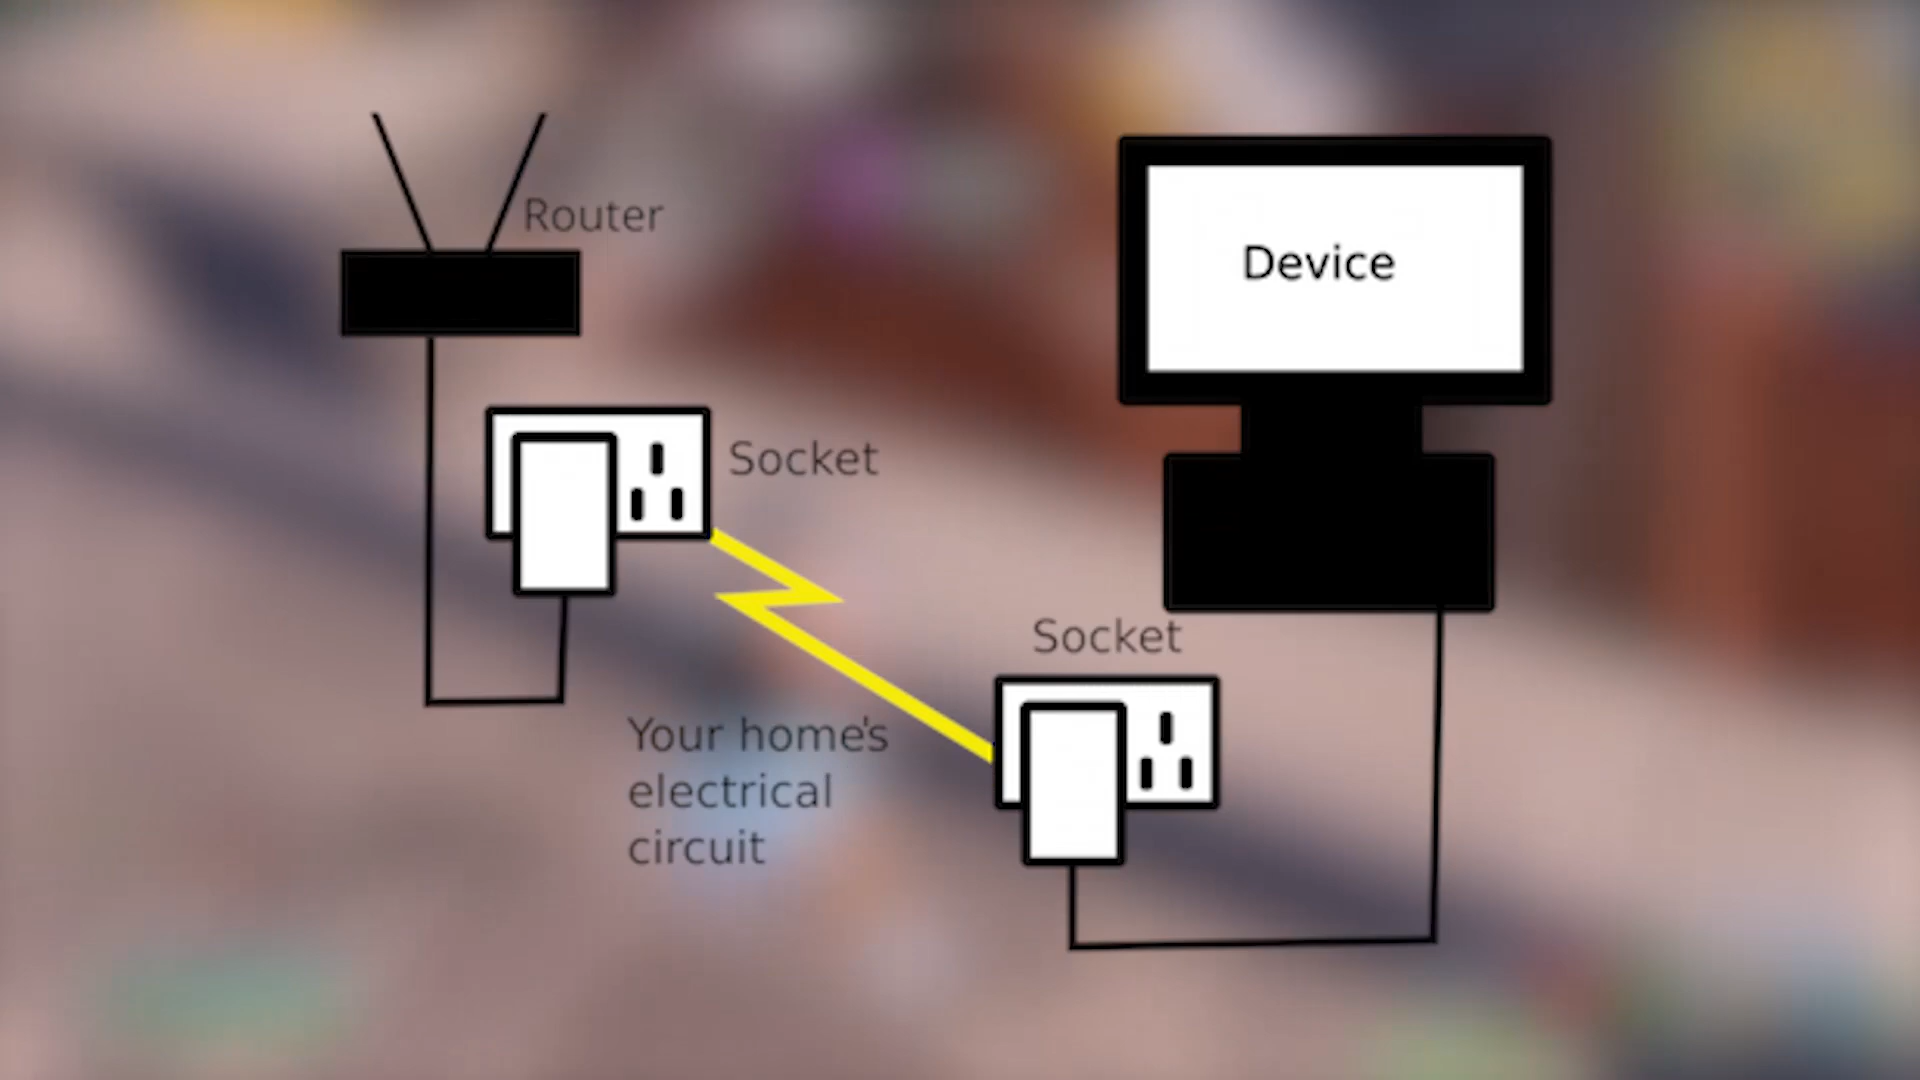 Router
Device
Socket
Socket
Your home's
electrical
circuit